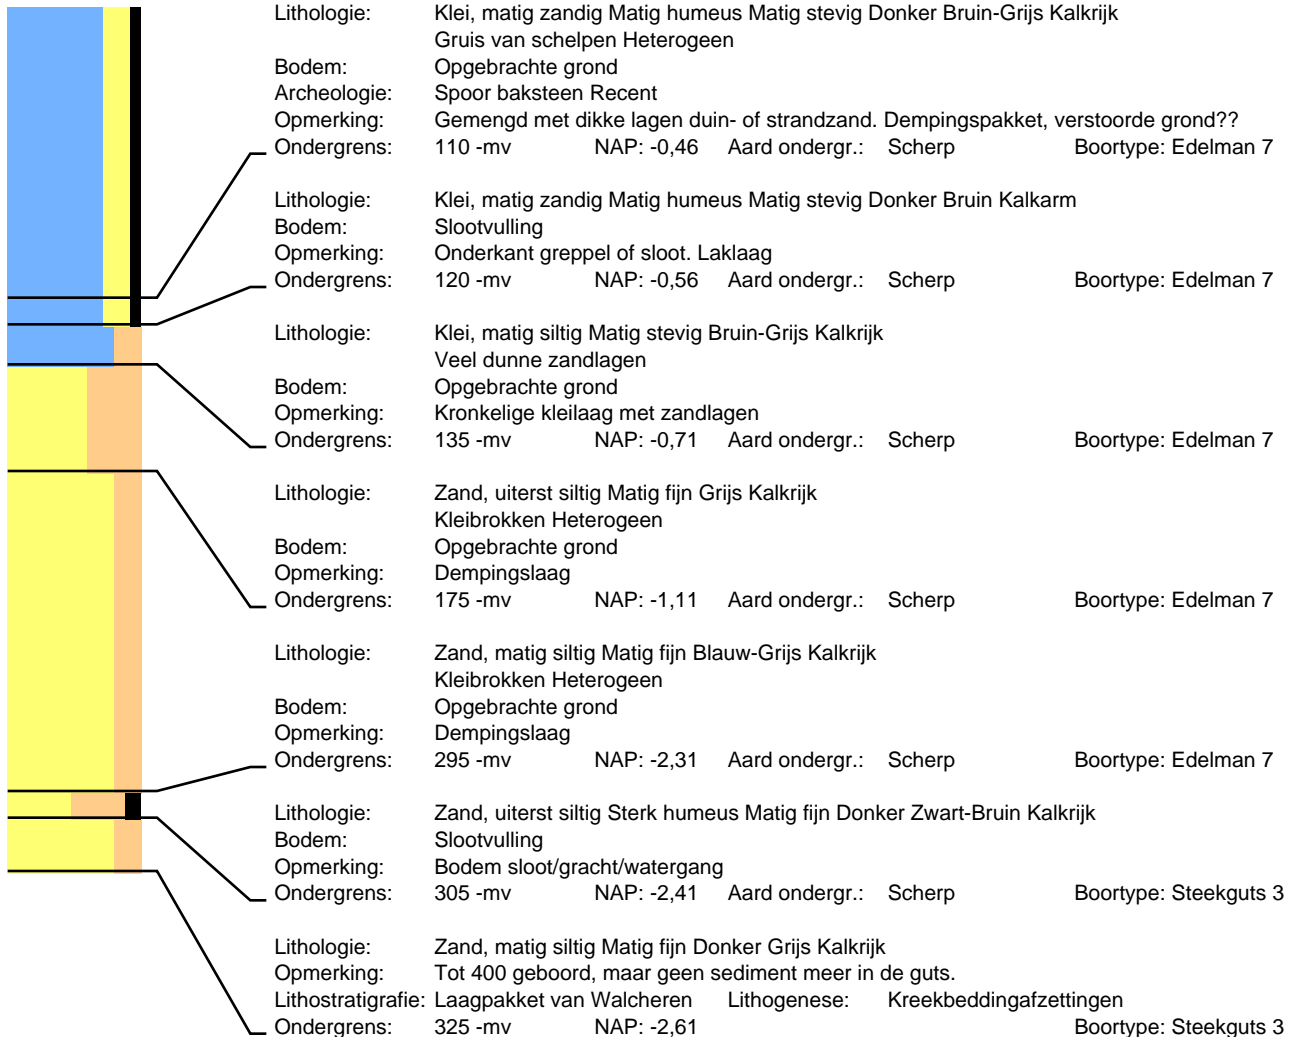 Lithologie: Klei, matig zandig Matig humeus Matig stevig Donker Bruin-Grijs Kalkrijk
Gruis van schelpen Heterogeen
Bodem: Opgebrachte grond
Archeologie: Spoor baksteen Recent
Opmerking: Gemengd met dikke lagen duin- of strandzand. Dempingspakket, verstoorde grond??
Ondergrens: 110 -mv NAP: -0,46 Aard ondergr.: Scherp Boortype: Edelman 7
Lithologie: Klei, matig zandig Matig humeus Matig stevig Donker Bruin Kalkarm
Bodem: Slootvulling
Opmerking: Onderkant greppel of sloot. Laklaag
Ondergrens: 120 -mv NAP: -0,56 Aard ondergr.: Scherp Boortype: Edelman 7
Lithologie: Klei, matig siltig Matig stevig Bruin-Grijs Kalkrijk
Veel dunne zandlagen
Bodem: Opgebrachte grond
Opmerking: Kronkelige kleilaag met zandlagen
Ondergrens: 135 -mv NAP: -0,71 Aard ondergr.: Scherp Boortype: Edelman 7
Lithologie: Zand, uiterst siltig Matig fijn Grijs Kalkrijk
Kleibrokken Heterogeen
Bodem: Opgebrachte grond
Opmerking: Dempingslaag
Ondergrens: 175 -mv NAP: -1,11 Aard ondergr.: Scherp Boortype: Edelman 7
Lithologie: Zand, matig siltig Matig fijn Blauw-Grijs Kalkrijk
Kleibrokken Heterogeen
Bodem: Opgebrachte grond
Opmerking: Dempingslaag
Ondergrens: 295 -mv NAP: -2,31 Aard ondergr.: Scherp Boortype: Edelman 7
Lithologie: Zand, uiterst siltig Sterk humeus Matig fijn Donker Zwart-Bruin Kalkrijk
Bodem: Slootvulling
Opmerking: Bodem sloot/gracht/watergang
Ondergrens: 305 -mv NAP: -2,41 Aard ondergr.: Scherp Boortype: Steekguts 3
Lithologie: Zand, matig siltig Matig fijn Donker Grijs Kalkrijk
Opmerking: Tot 400 geboord, maar geen sediment meer in de guts.
Lithostratigrafie: Laagpakket van Walcheren Lithogenese: Kreekbeddingafzettingen
Ondergrens: 325 -mv NAP: -2,61 Boortype: Steekguts 3